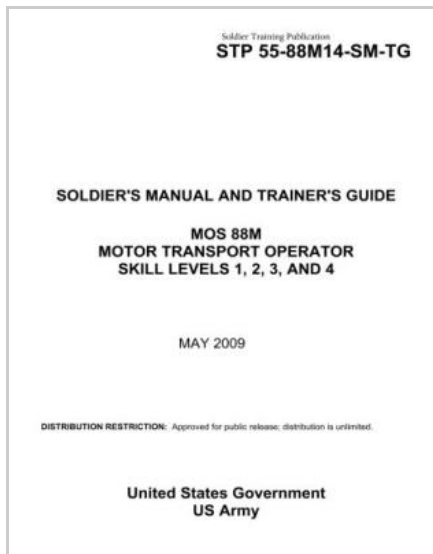 Soldier Training Publication
STP 55-88M14-SM-TG
SOLDIER'S MANUAL AND TRAINER'S GUIDE
MOS 88M
MOTOR TRANSPORT OPERATOR
SKILL LEVELS 1, 2, 3, AND 4
MAY 2009
DISTRIBUTION RESTRICTION: Approved for public release; distribution is unlimited.
United States Government
US Army